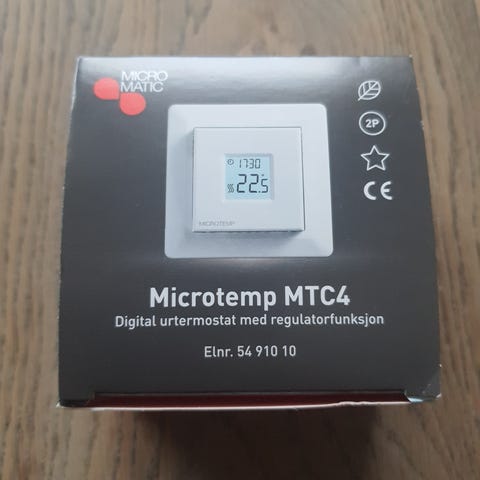 MICRO
MATIC
2P
CE
17:30
22.5
MICROTEMP
Microtemp MTC4
Digital urtermostat med regulatorfunksjon
Elnr. 54 910 10